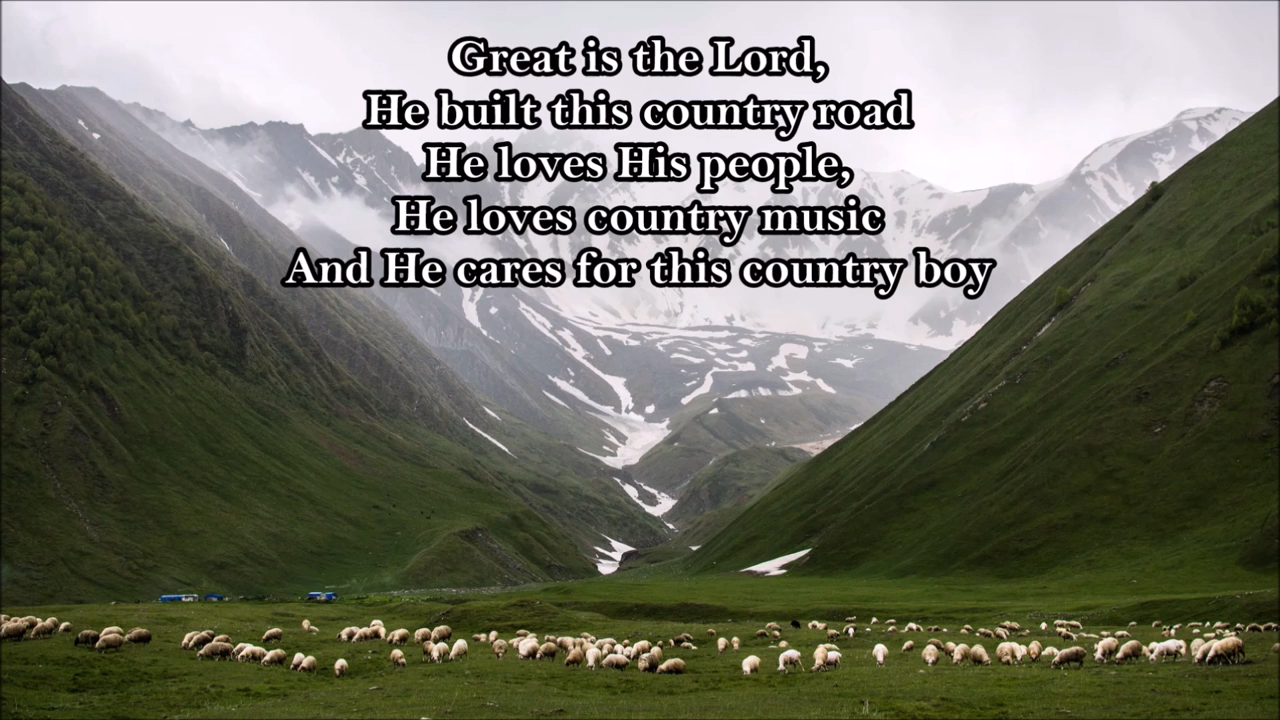 Great is the Lord,
He built this country road
He loves His people,
He loves country music
And He cares for this country boy